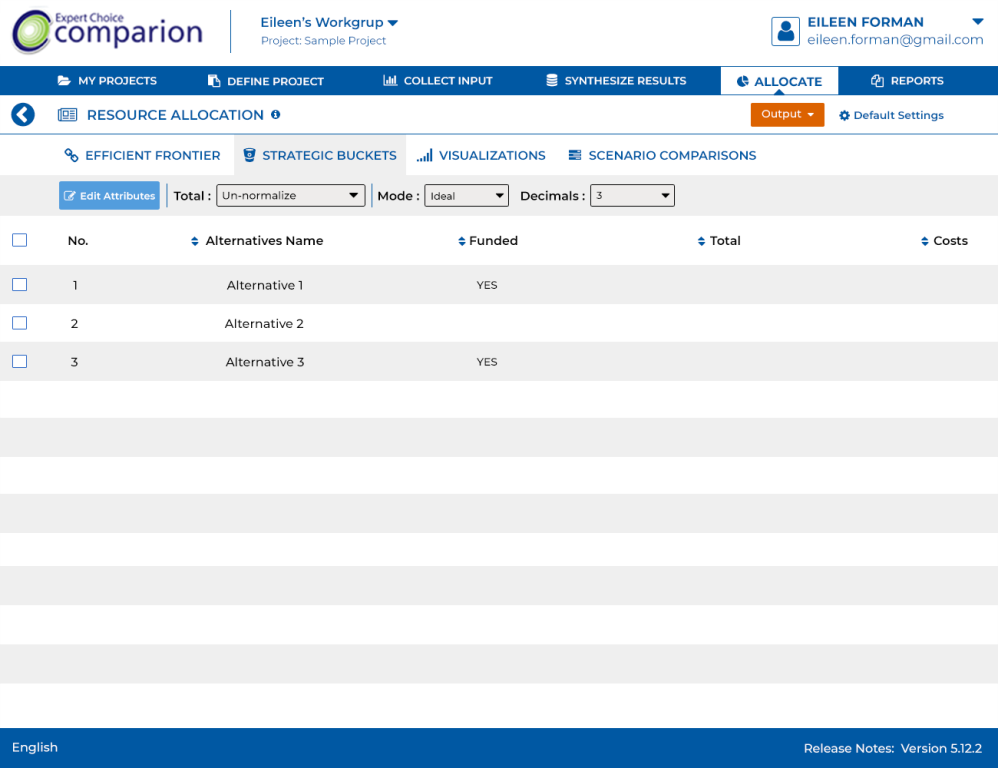 Expert Choice
comparion
Eileen’s Workgrup
Project: Sample Project
EILEEN FORMAN
eileen.forman@gmail.com
MY PROJECTS DEFINE PROJECT COLLECT INPUT SYNTHESIZE RESULTS ALLOCATE REPORTS
RESOURCE ALLOCATION Output Default Settings
EFFICIENT FRONTIER STRATEGIC BUCKETS VISUALIZATIONS SCENARIO COMPARISONS
Edit Attributes Total : Un-normalize Mode : Ideal Decimals : 3
No. Alternatives Name Funded Total Costs
1 Alternative 1 YES
2 Alternative 2
3 Alternative 3 YES
English Release Notes: Version 5.12.2